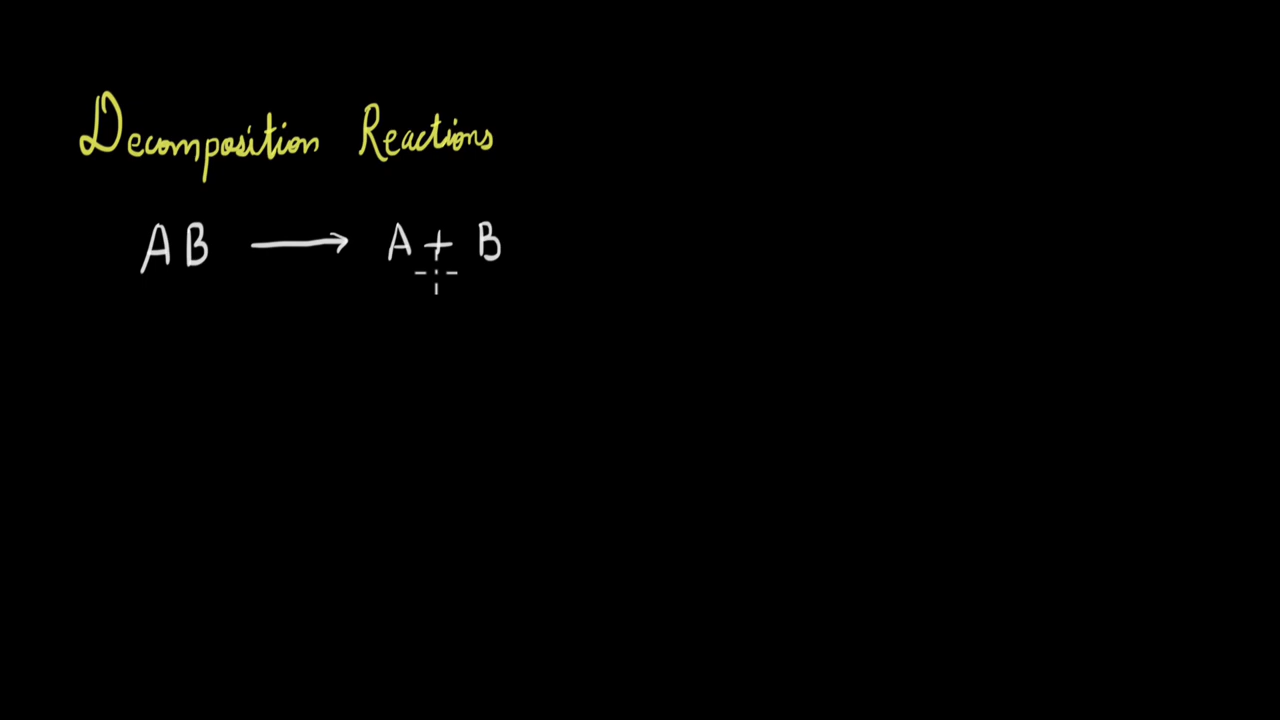 Decomposition Reactions
AB ⟶ A + B